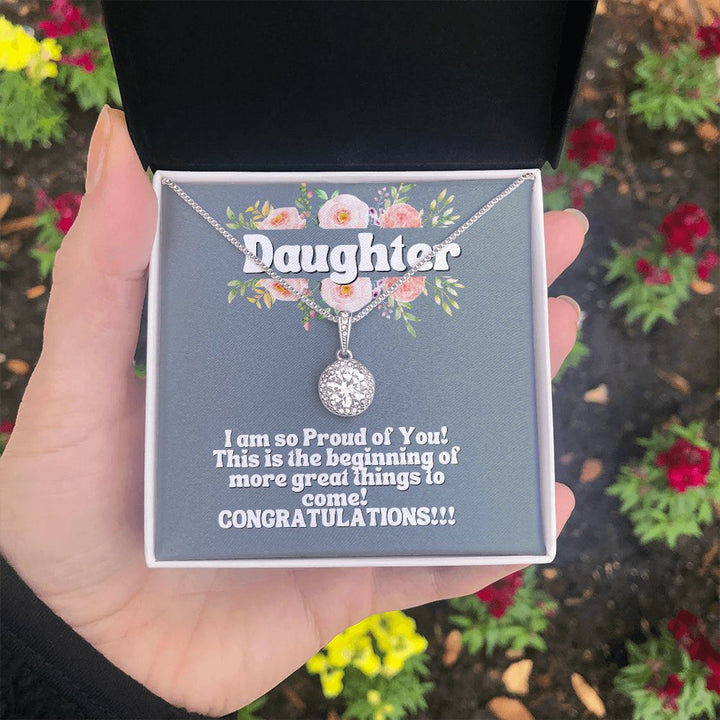 Daughter
I am so Proud of You!
This is the beginning of
more great things to
come!
CONGRATULATIONS!!!